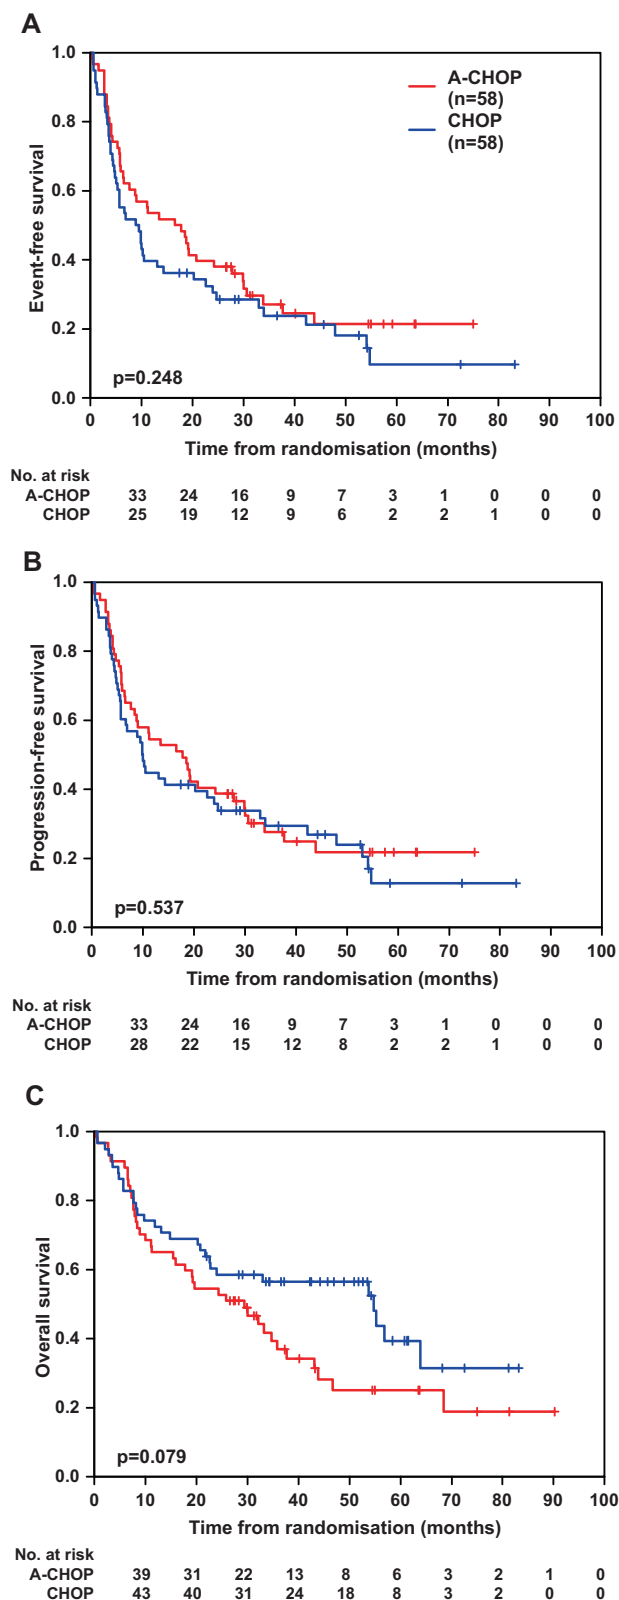 A
1.0
0.8
0.6
0.4
0.2
0.0
Event-free survival
A-CHOP
(n=58)
CHOP
(n=58)
p=0.248
0 10 20 30 40 50 60 70 80 90 100
Time from randomisation (months)
No. at risk
A-CHOP 33 24 16 9 7 3 1 0 0 0
CHOP 25 19 12 9 6 2 2 1 0 0
B
1.0
0.8
0.6
0.4
0.2
0.0
Progression-free survival
p=0.537
0 10 20 30 40 50 60 70 80 90 100
Time from randomisation (months)
No. at risk
A-CHOP 33 24 16 9 7 3 1 0 0 0
CHOP 28 22 15 12 8 2 2 1 0 0
C
1.0
0.8
0.6
0.4
0.2
0.0
Overall survival
p=0.079
0 10 20 30 40 50 60 70 80 90 100
Time from randomisation (months)
No. at risk
A-CHOP 39 31 22 13 8 6 3 2 1 0
CHOP 43 40 31 24 18 8 3 2 0 0